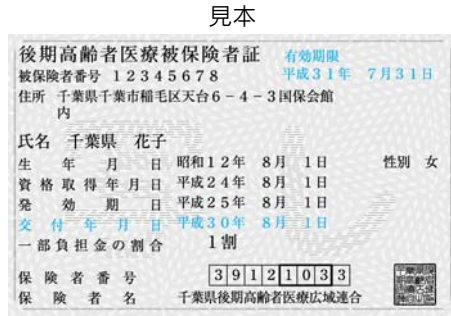 見本
後期高齢者医療被保険者証 有効期限
被保険者番号 12345678 平成31年 7月31日
住所 千葉県千葉市稲毛区天台6-4-3国保会館
内
氏名 千葉県 花子
生年月日 昭和12年 8月 1日 性別 女
資格取得年月日 平成24年 8月 1日
発効期日 平成25年 8月 1日
交付年月日 平成30年 8月 1日
一部負担金の割合 1割
保険者番号 39121033
保険者名 千葉県後期高齢者医療広域連合